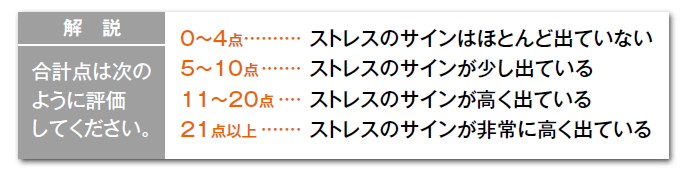 解　説
合計点は次の
ように評価
してください。
0〜4点………… ストレスのサインはほとんど出ていない
5〜10点……… ストレスのサインが少し出ている
11〜20点 …… ストレスのサインが高く出ている
21点以上……… ストレスのサインが非常に高く出ている